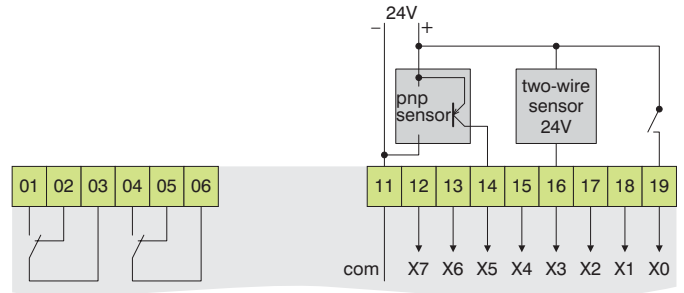 24V
− +
pnp
sensor
two-wire
sensor
24V
01 02 03 04 05 06 11 12 13 14 15 16 17 18 19
com X7 X6 X5 X4 X3 X2 X1 X0